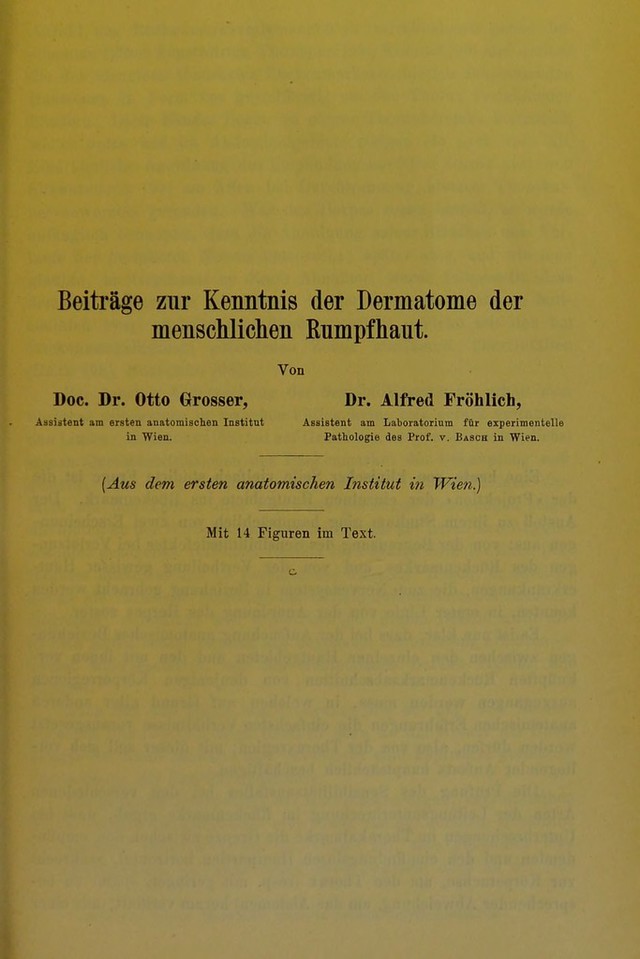 Beiträge zur Kenntnis der Dermatome der
menschlichen Rumpfhaut.
Von
Doc. Dr. Otto Grosser,
Assistent am ersten anatomischen Institut
in Wien.
Dr. Alfred Fröhlich,
Assistent am Laboratorium für experimentelle
Pathologie des Prof. v. BASCH in Wien.
(Aus dem ersten anatomischen Institut in Wien.)
Mit 14 Figuren im Text.